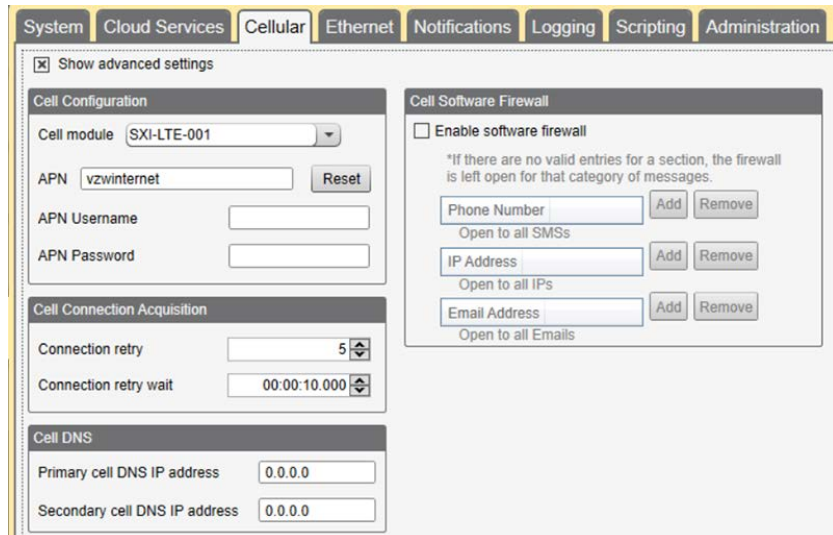 System Cloud Services Cellular Ethernet Notifications Logging Scripting Administration
Show advanced settings
Cell Configuration
Cell module SXI-LTE-001
APN vzwinternet Reset
APN Username
APN Password
Cell Connection Acquisition
Connection retry 5
Connection retry wait 00:00:10.000
Cell DNS
Primary cell DNS IP address 0.0.0.0
Secondary cell DNS IP address 0.0.0.0
Cell Software Firewall
Enable software firewall
*If there are no valid entries for a section, the firewall
is left open for that category of messages.
Phone Number Add Remove
Open to all SMSs
IP Address Add Remove
Open to all IPs
Email Address Add Remove
Open to all Emails